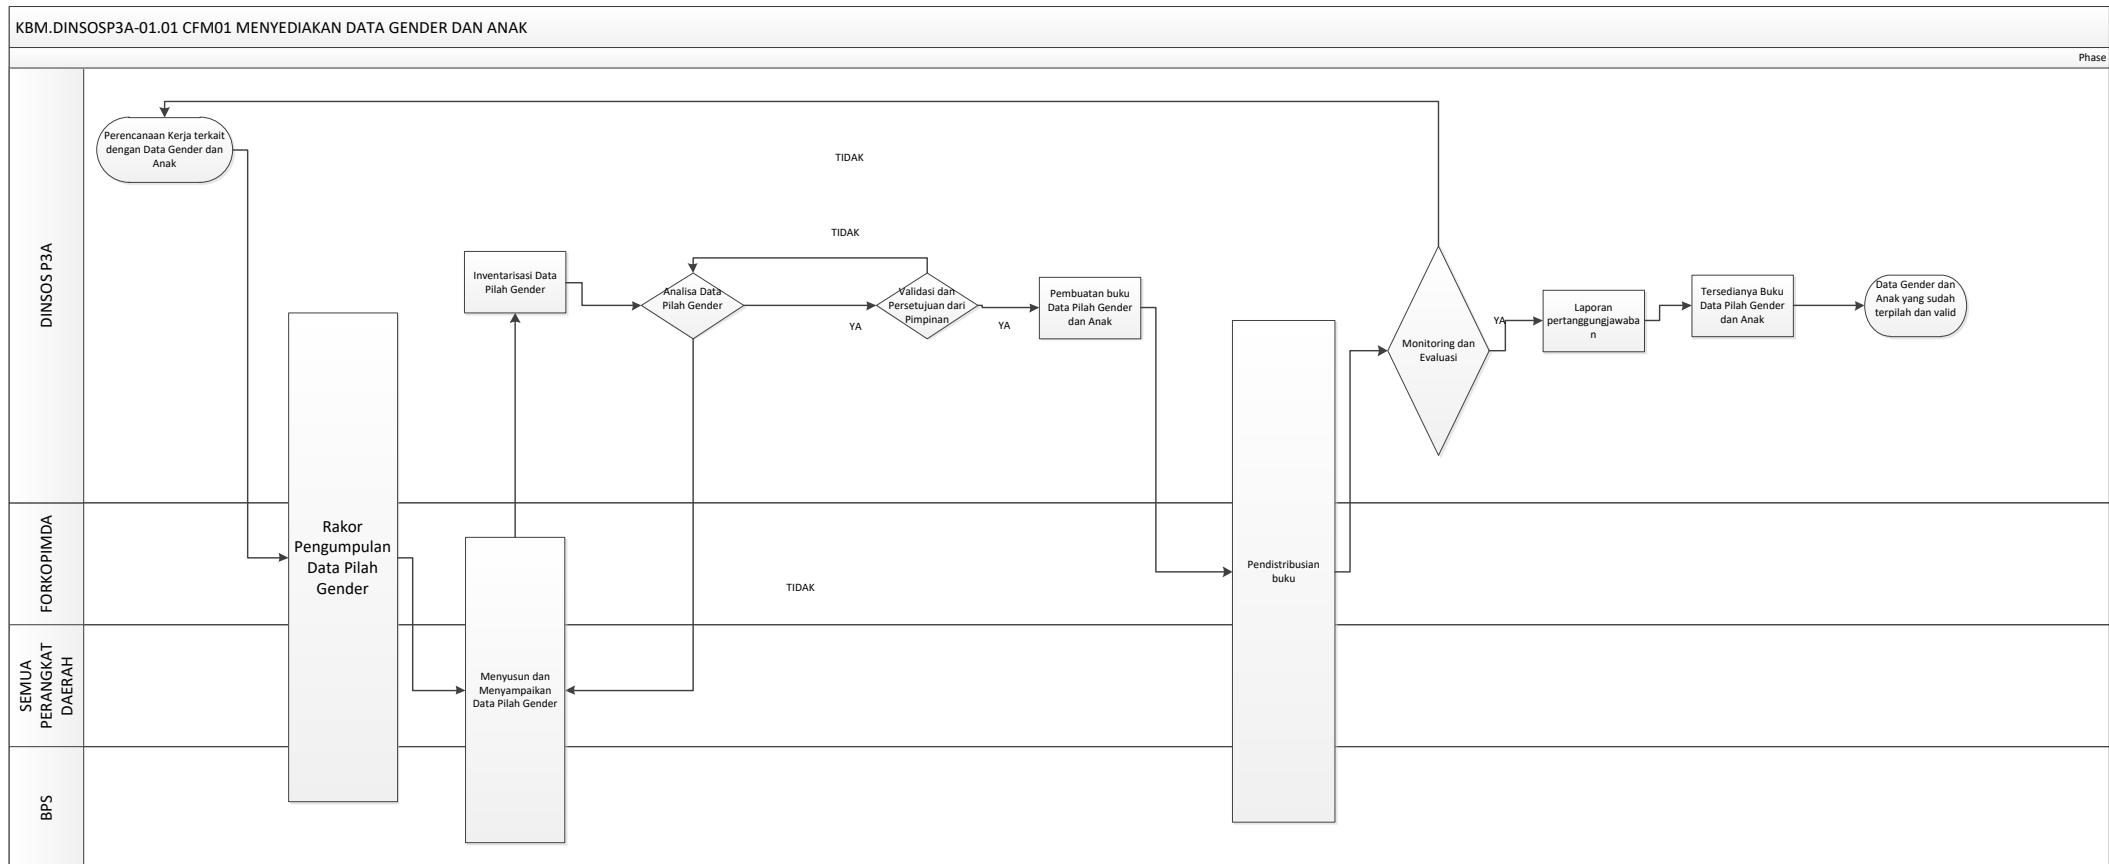 KBM.DINSOSP3A-01.01 CFM01 MENYEDIAKAN DATA GENDER DAN ANAK
Phase
DINSOS P3A
Perencanaan Kerja terkait
dengan Data Gender dan
Anak
TIDAK
TIDAK
Inventarisasi Data
Pilah Gender
Analisa Data
Pilah Gender
YA
Validasi dan
Persetujuan dari
Pimpinan
YA
Pembuatan buku
Data Pilah Gender
dan Anak
Monitoring dan
Evaluasi
YA
Laporan
pertanggungjawaba
n
Tersedianya Buku
Data Pilah Gender
dan Anak
Data Gender dan
Anak yang sudah
terpilah dan valid
FORKOPIMDA
Rakor
Pengumpulan
Data Pilah
Gender
TIDAK
Pendistribusian
buku
SEMUA
PERANGKAT
DAERAH
Menyusun dan
Menyampaikan
Data Pilah Gender
BPS